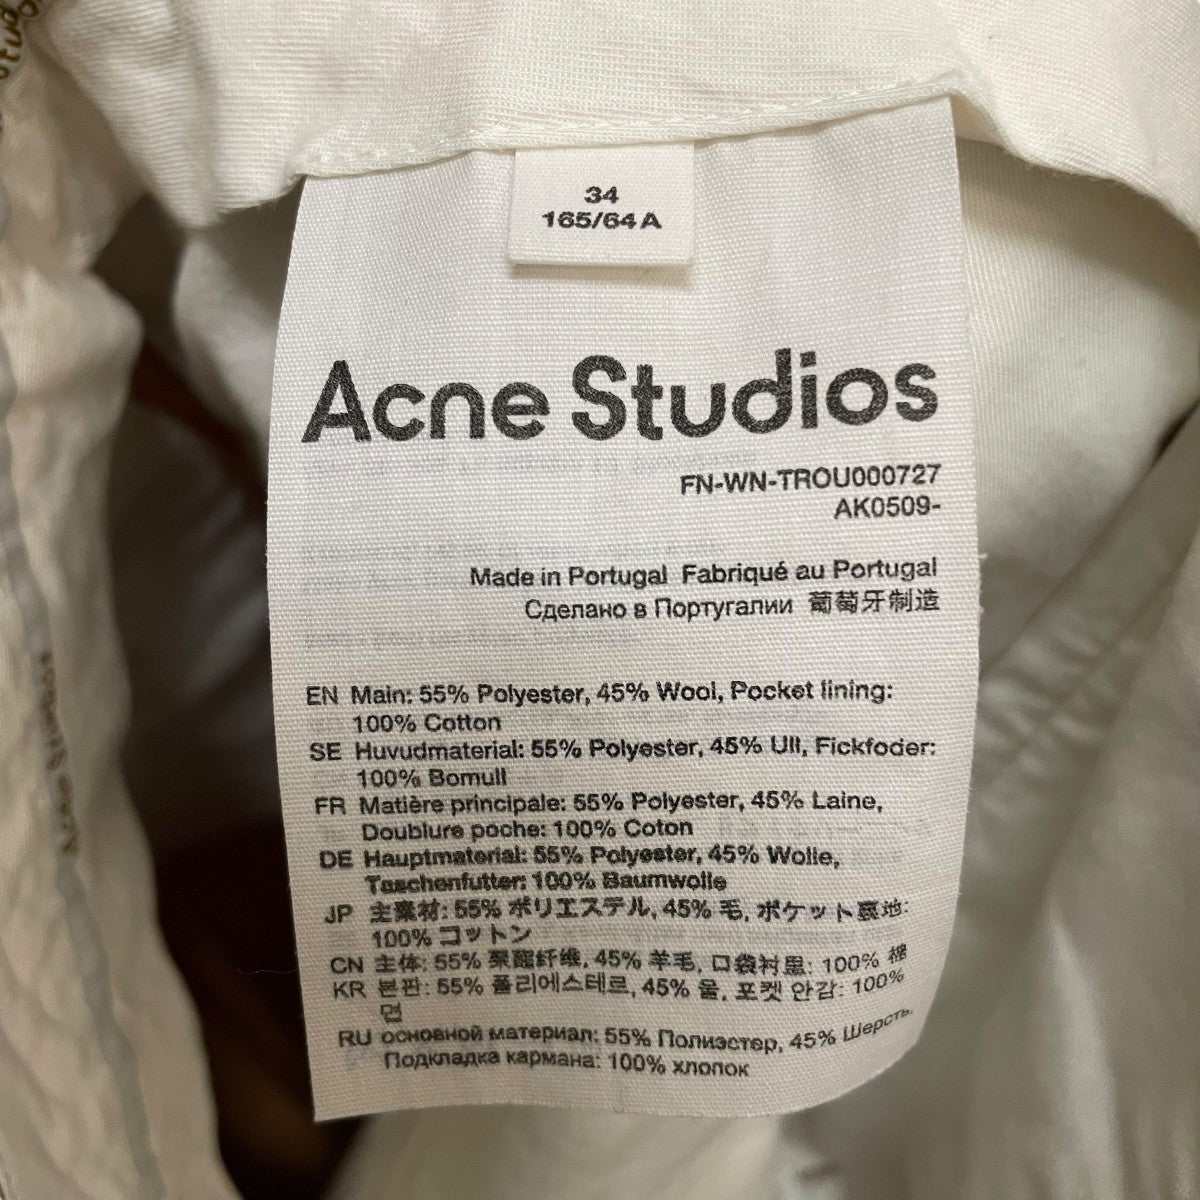 34
165/64A
Acne Studios
FN-WN-TROU000727
AK0509-
Made in Portugal Fabriqué au Portugal
Сделано в Португалии 葡萄牙制造
EN Main: 55% Polyester, 45% Wool, Pocket lining:
100% Cotton
SE Huvudmaterial: 55% Polyester, 45% Ull, Fickfoder:
100% Bomull
FR Matière principale: 55% Polyester, 45% Laine,
Doublure poche: 100% Coton
DE Hauptmaterial: 55% Polyester, 45% Wolle,
Taschenfutter: 100% Baumwolle
JP 主素材: 55% ポリエステル, 45% 毛, ポケット裏地:
100% コットン
CN 主体: 55% 聚酯纤维, 45% 羊毛, 口袋衬里: 100% 棉
KR 본판: 55% 폴리에스테르, 45% 울, 포켓 안감: 100%
면
RU основной материал: 55% Полиэстер, 45% Шерсть,
Подкладка кармана: 100% хлопок